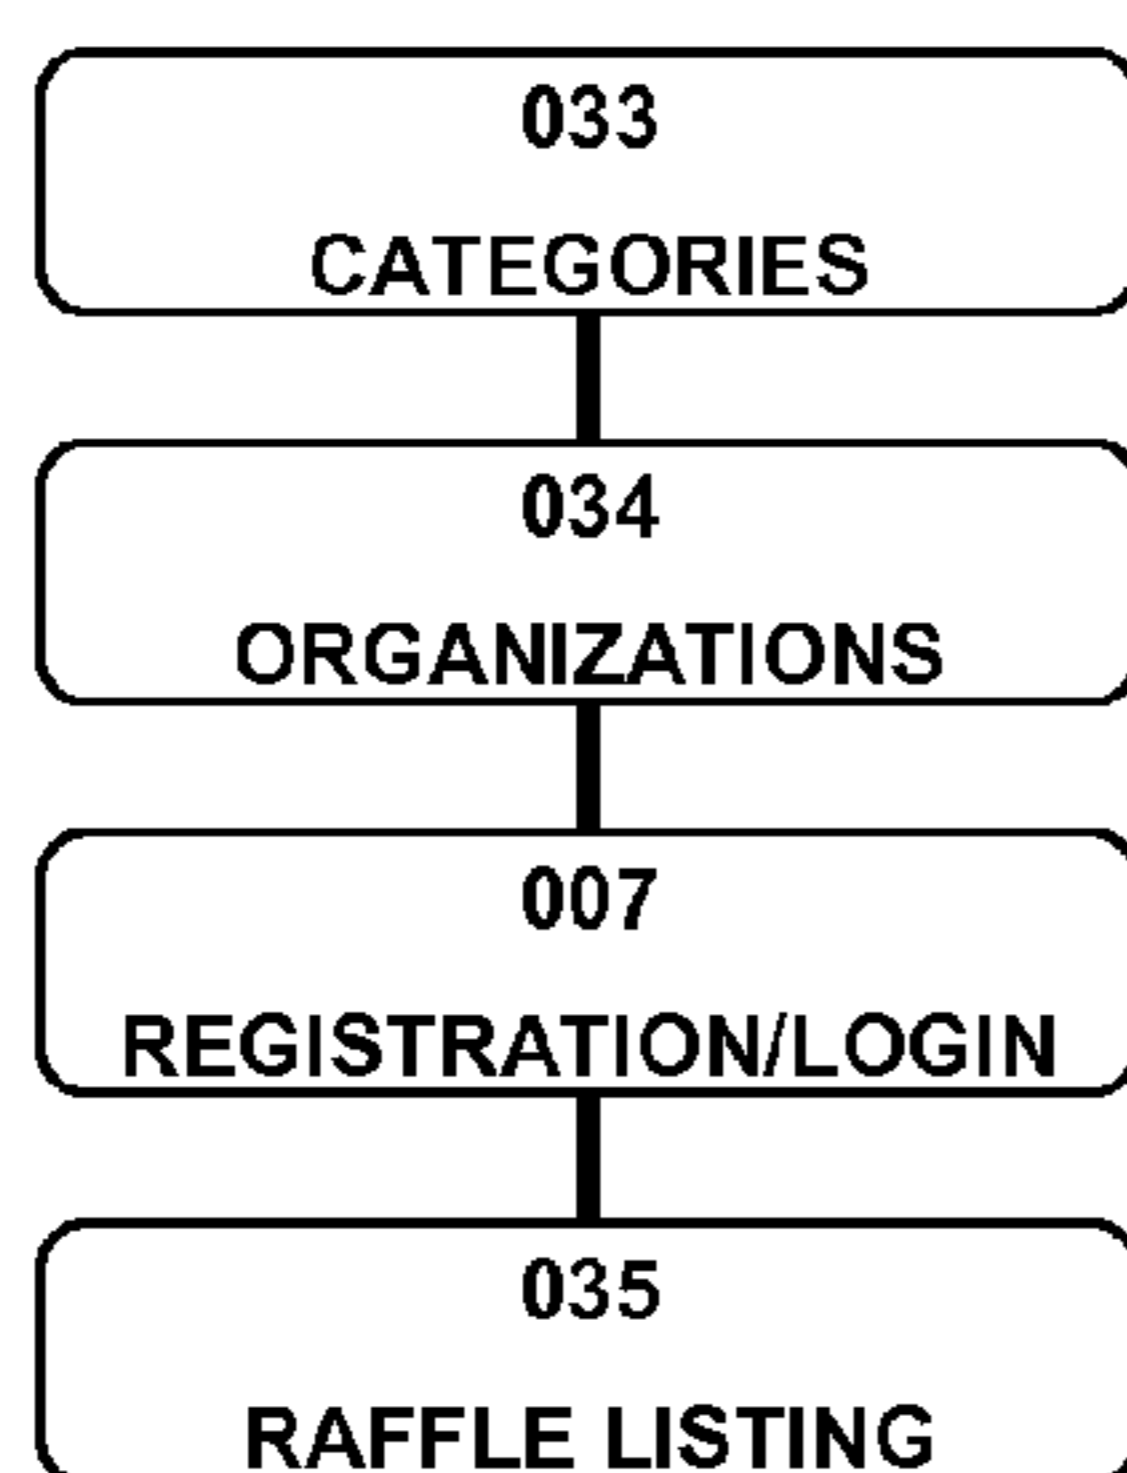 033
CATEGORIES
034
ORGANIZATIONS
007
REGISTRATION/LOGIN
035
RAFFLE LISTING